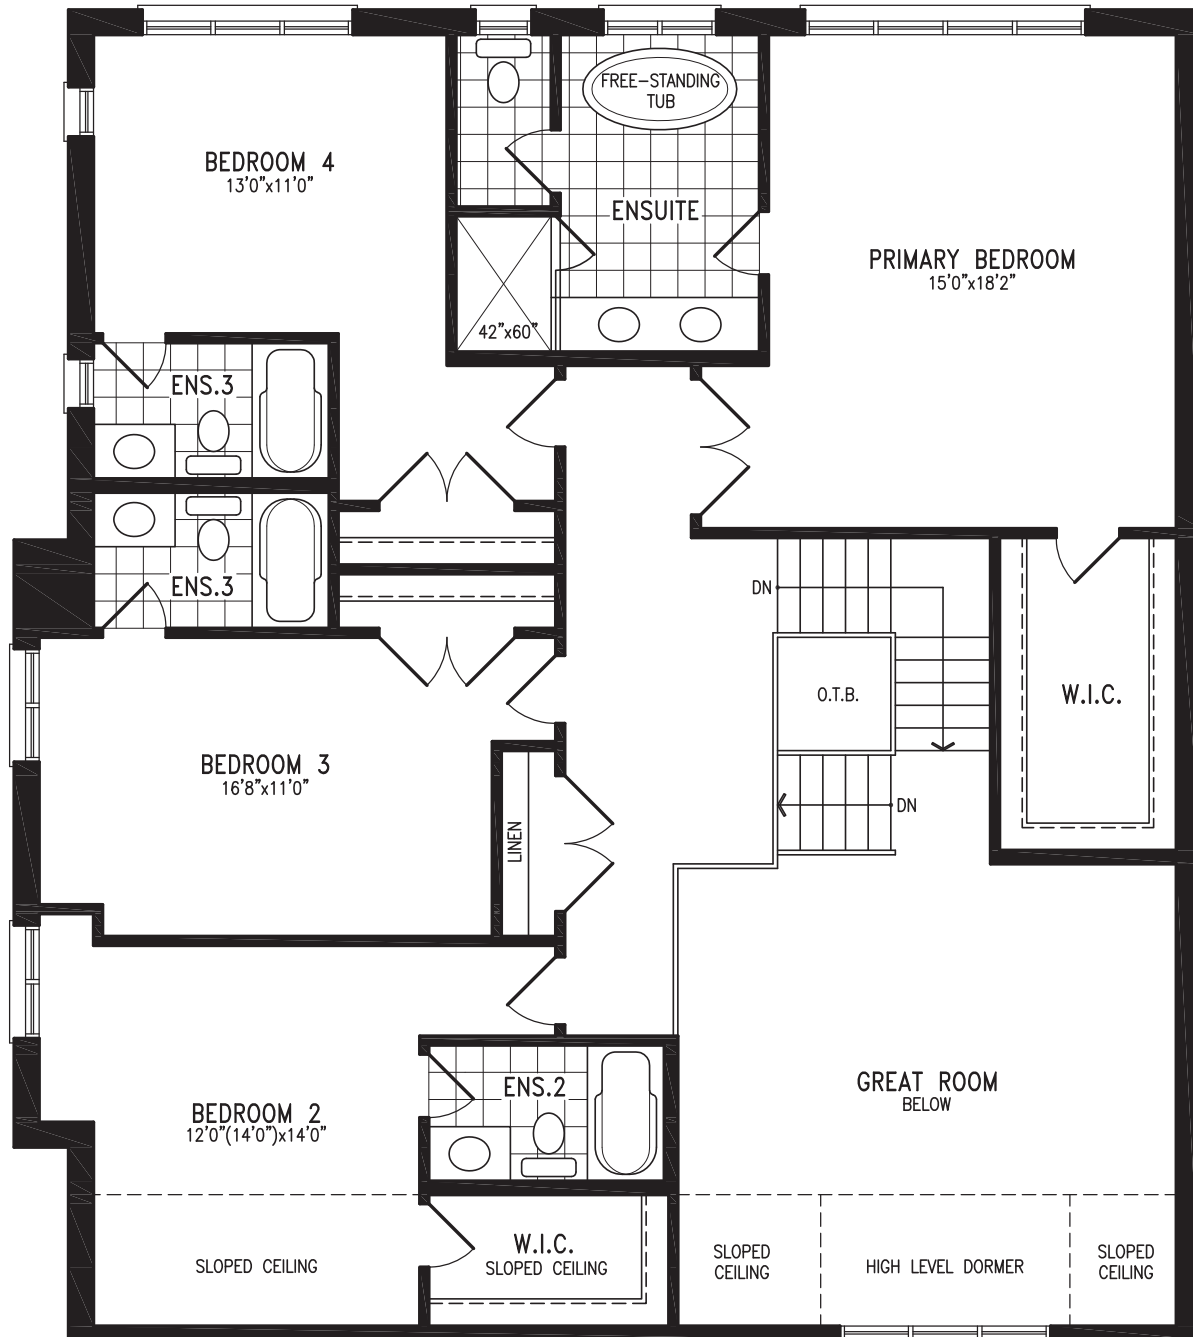 FREE-STANDING
TUB
BEDROOM 4
13'0"x11'0"
ENSUITE
PRIMARY BEDROOM
15'0"x18'2"
42"x60"
ENS.3
ENS.3
DN
O.T.B.
W.I.C.
BEDROOM 3
16'8"x11'0"
DN
LINEN
GREAT ROOM
BELOW
ENS.2
BEDROOM 2
12'0"(14'0")x14'0"
SLOPED CEILING
W.I.C.
SLOPED CEILING
SLOPED
CEILING
HIGH LEVEL DORMER
SLOPED
CEILING